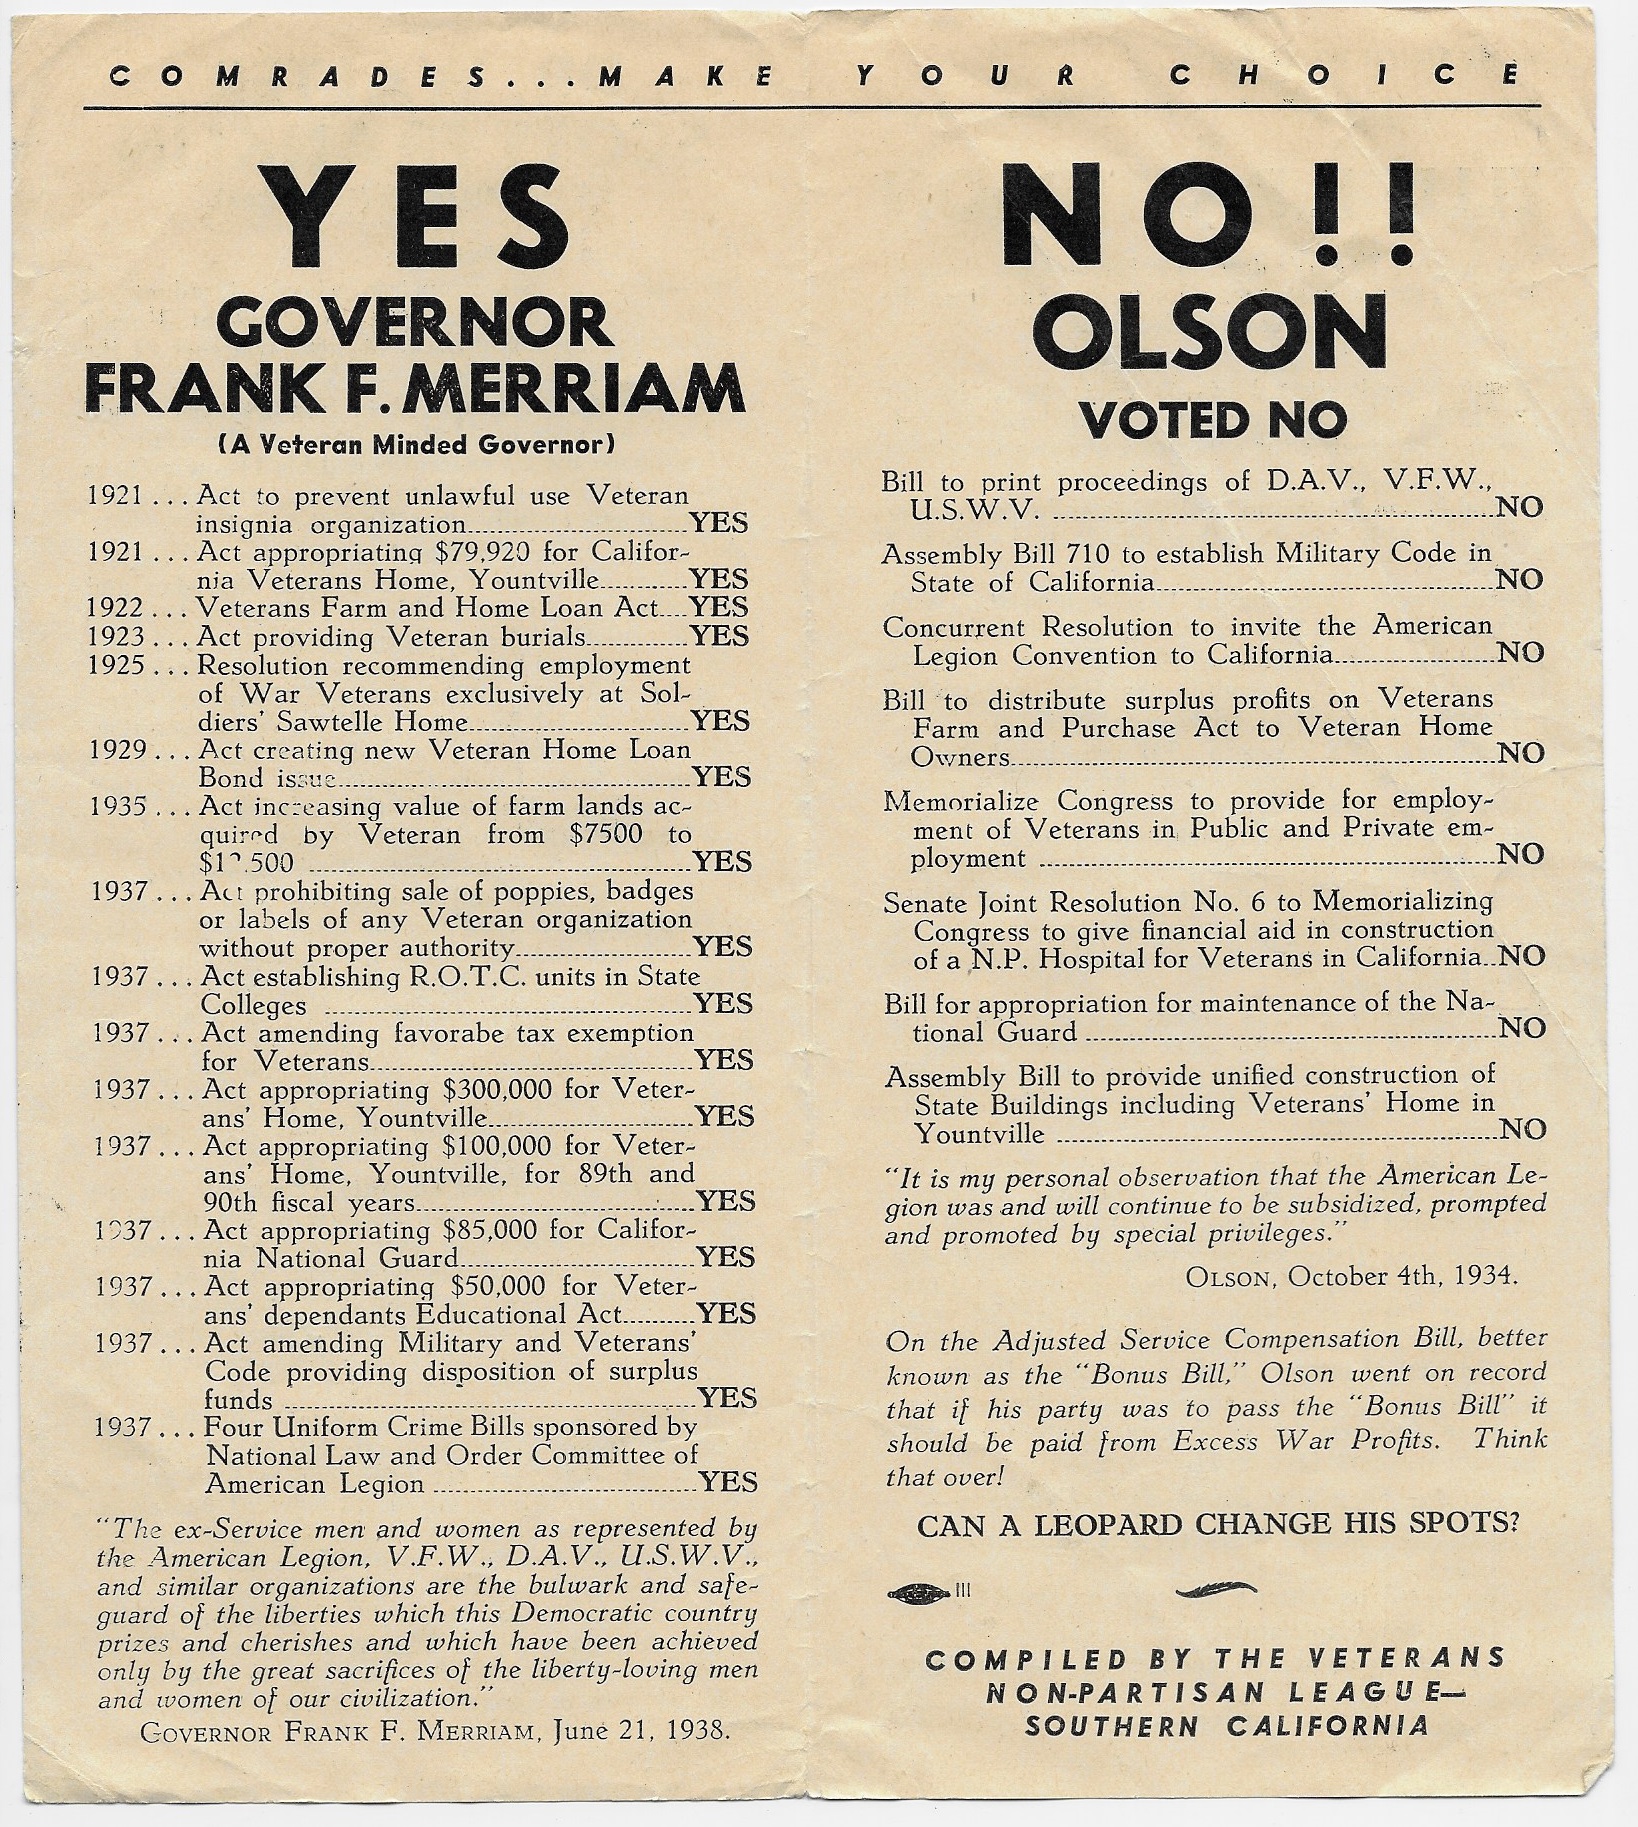 COMRADES...MAKE YOUR CHOICE
YES
GOVERNOR
FRANK F. MERRIAM
(A Veteran Minded Governor)
1921 ... Act to prevent unlawful use Veteran
insignia organization........YES
1921 ... Act appropriating $79,920 for Califor-
nia Veterans Home, Yountville........YES
1922 ... Veterans Farm and Home Loan Act....YES
1923 ... Act providing Veteran burials........YES
1925 ... Resolution recommending employment
of War Veterans exclusively at Sol-
diers' Sawtelle Home........YES
1929 ... Act creating new Veteran Home Loan
Bond issue........YES
1935 ... Act increasing value of farm lands ac-
quired by Veteran from $7500 to
........YES
1937 ... Act prohibiting sale of poppies, badges
or labels of any Veteran organization
without proper authority........YES
1937 ... Act establishing R.O.T.C. units in State
Colleges ........YES
1937 ... Act amending favorabe tax exemption
for Veterans........YES
1937 ... Act appropriating $300,000 for Veter-
ans' Home, Yountville........YES
1937 ... Act appropriating $100,000 for Veter-
ans' Home, Yountville, for 89th and
90th fiscal years........YES
1937 ... Act appropriating $85,000 for Califor-
nia National Guard........YES
1937 ... Act appropriating $50,000 for Veter-
ans' dependants Educational Act........YES
1937 ... Act amending Military and Veterans'
Code providing disposition of surplus
funds ........YES
1937 ... Four Uniform Crime Bills sponsored by
National Law and Order Committee of
American Legion ........YES
"The ex-Service men and women as represented by
the American Legion, V.F.W., D.A.V., U.S.W.V.,
and similar organizations are the bulwark and safe-
guard of the liberties which this Democratic country
prizes and cherishes and which have been achieved
only by the great sacrifices of the liberty-loving men
and women of our civilization."
GOVERNOR FRANK F. MERRIAM, June 21, 1938.
NO!!
OLSON
VOTED NO
Bill to print proceedings of D.A.V., V.F.W.,
U.S.W.V. ........NO
Assembly Bill 710 to establish Military Code in
State of California........NO
Concurrent Resolution to invite the American
Legion Convention to California........NO
Bill to distribute surplus profits on Veterans
Farm and Purchase Act to Veteran Home
Owners........NO
Memorialize Congress to provide for employ-
ment of Veterans in Public and Private em-
ployment ........NO
Senate Joint Resolution No. 6 to Memorializing
Congress to give financial aid in construction
of a N.P. Hospital for Veterans in California..NO
Bill for appropriation for maintenance of the Na-
tional Guard ........NO
Assembly Bill to provide unified construction of
State Buildings including Veterans' Home in
Yountville ........NO
"It is my personal observation that the American Le-
gion was and will continue to be subsidized, prompted
and promoted by special privileges."
OLSON, October 4th, 1934.
On the Adjusted Service Compensation Bill, better
known as the "Bonus Bill," Olson went on record
that if his party was to pass the "Bonus Bill" it
should be paid from Excess War Profits. Think
that over!
CAN A LEOPARD CHANGE HIS SPOTS?
111
COMPILED BY THE VETERANS
NON-PARTISAN LEAGUE—
SOUTHERN CALIFORNIA